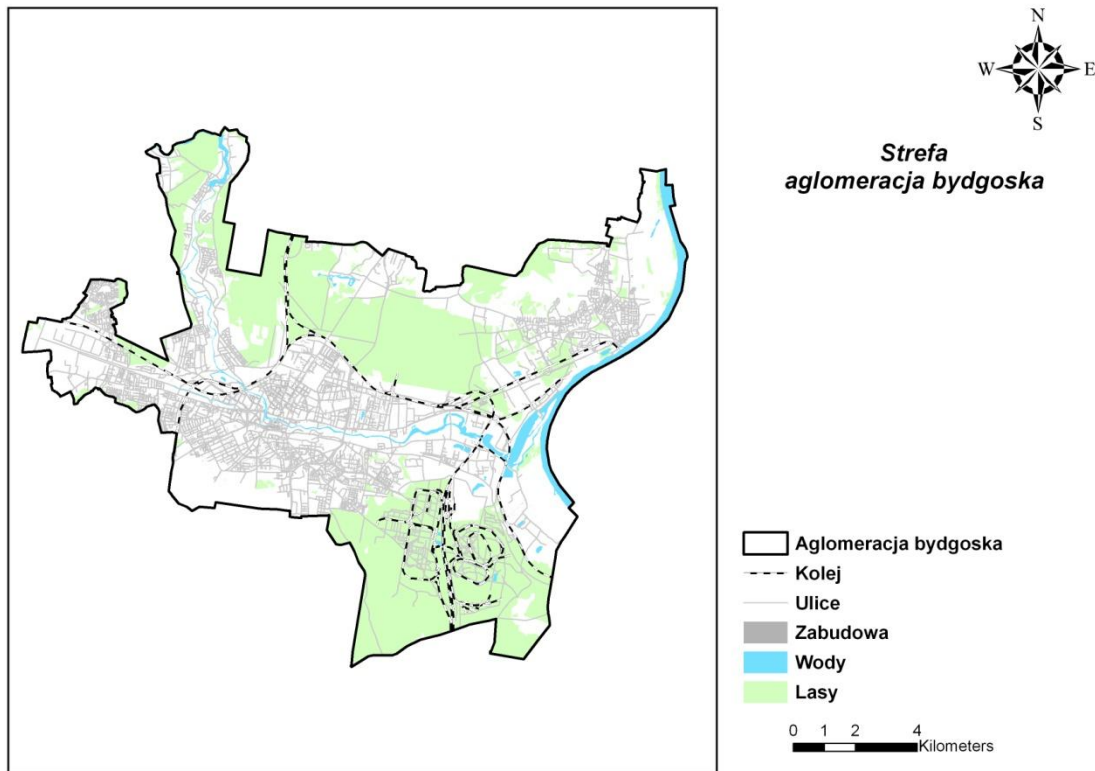 N
W E
S
Strefa
aglomeracja bydgoska
Aglomeracja bydgoska
Kolej
Ulice
Zabudowa
Wody
Lasy
0 1 2 4
Kilometers